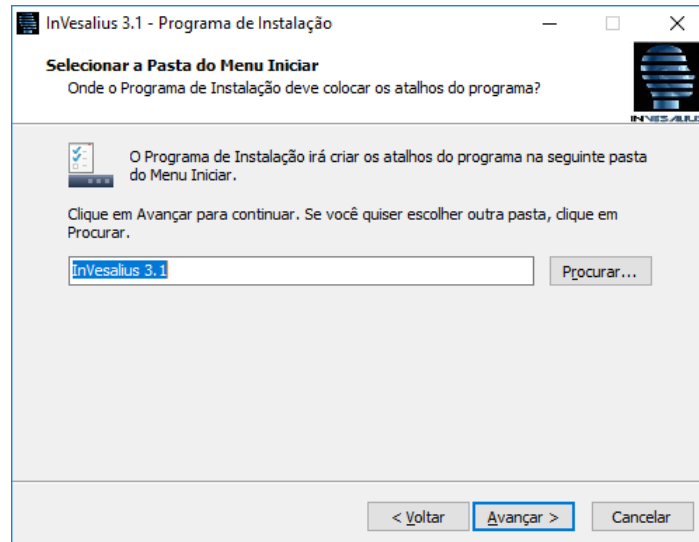 InVesalius 3.1 - Programa de Instalação
Selecionar a Pasta do Menu Iniciar
Onde o Programa de Instalação deve colocar os atalhos do programa?
INVESALIUS
O Programa de Instalação irá criar os atalhos do programa na seguinte pasta
do Menu Iniciar.
Clique em Avançar para continuar. Se você quiser escolher outra pasta, clique em
Procurar.
InVesalius 3.1
Procurar...
< Voltar
Avançar >
Cancelar